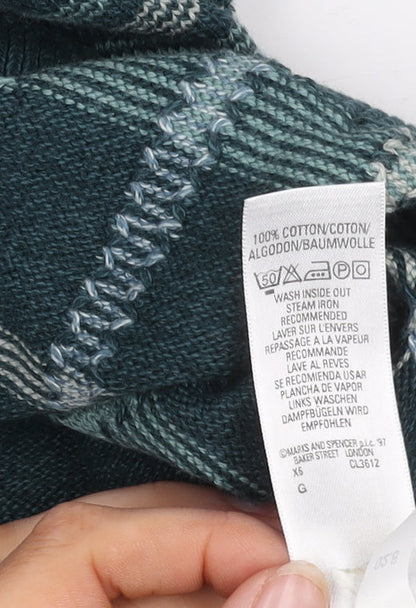 100% COTTON/COTON/
ALGODON/BAUMWOLLE
50 P
WASH INSIDE OUT
STEAM IRON
RECOMMENDED
LAVER SUR L'ENVERS
REPASSAGE A LA VAPEUR
RECOMMANDE
LAVE AL REVES
SE RECOMIENDA USAR
PLANCHA DE VAPOR
LINKS WASCHEN
DAMPFBÜGELN WIRD
EMPFOHLEN
©MARKS AND SPENCER p.l.c. '97
BAKER STREET LONDON
X6 CL3612
G
058